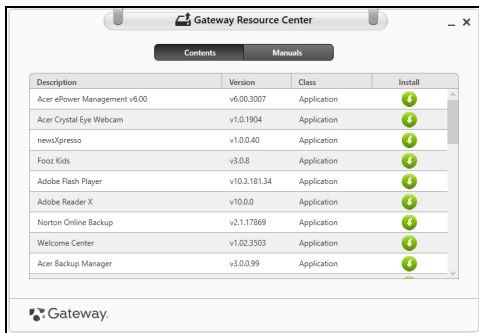 Gateway Resource Center
Contents Manuals
Description Version Class Install
Acer ePower Management v6.00 v6.00.3007 Application
Acer Crystal Eye Webcam v1.0.1904 Application
newsXpresso v1.0.0.40 Application
Fooz Kids v3.0.8 Application
Adobe Flash Player v10.3.181.34 Application
Adobe Reader X v10.0.0 Application
Norton Online Backup v2.1.17869 Application
Welcome Center v1.02.3503 Application
Acer Backup Manager v3.0.0.99 Application
Gateway.